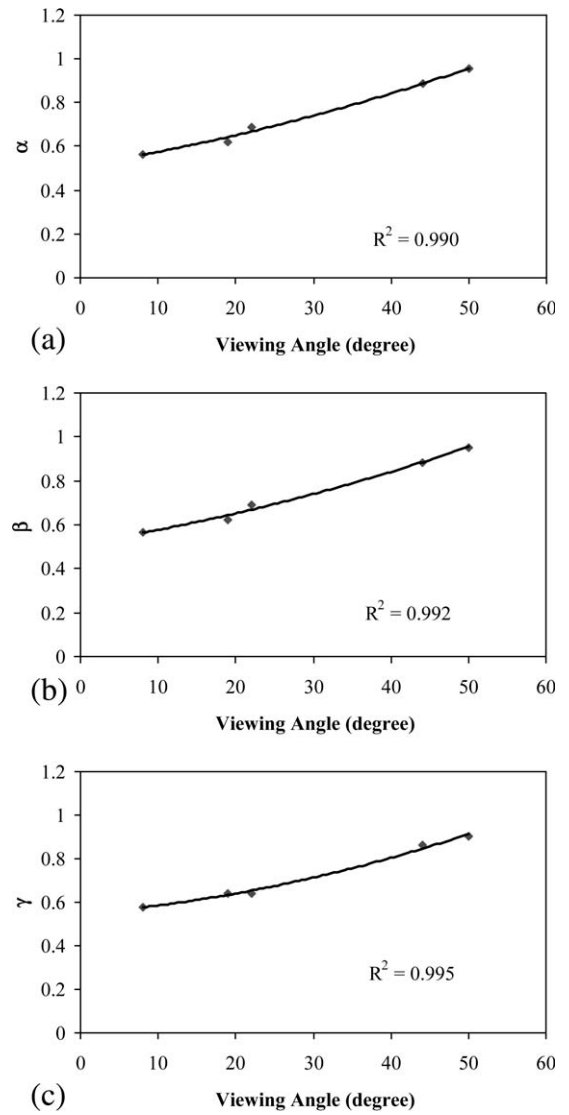 1.2
1
0.8
0.6
0.4
0.2
0
α
R² = 0.990
0 10 20 30 40 50 60
(a) Viewing Angle (degree)
1.2
1
0.8
0.6
0.4
0.2
0
β
R² = 0.992
0 10 20 30 40 50 60
(b) Viewing Angle (degree)
1.2
1
0.8
0.6
0.4
0.2
0
γ
R² = 0.995
0 10 20 30 40 50 60
(c) Viewing Angle (degree)